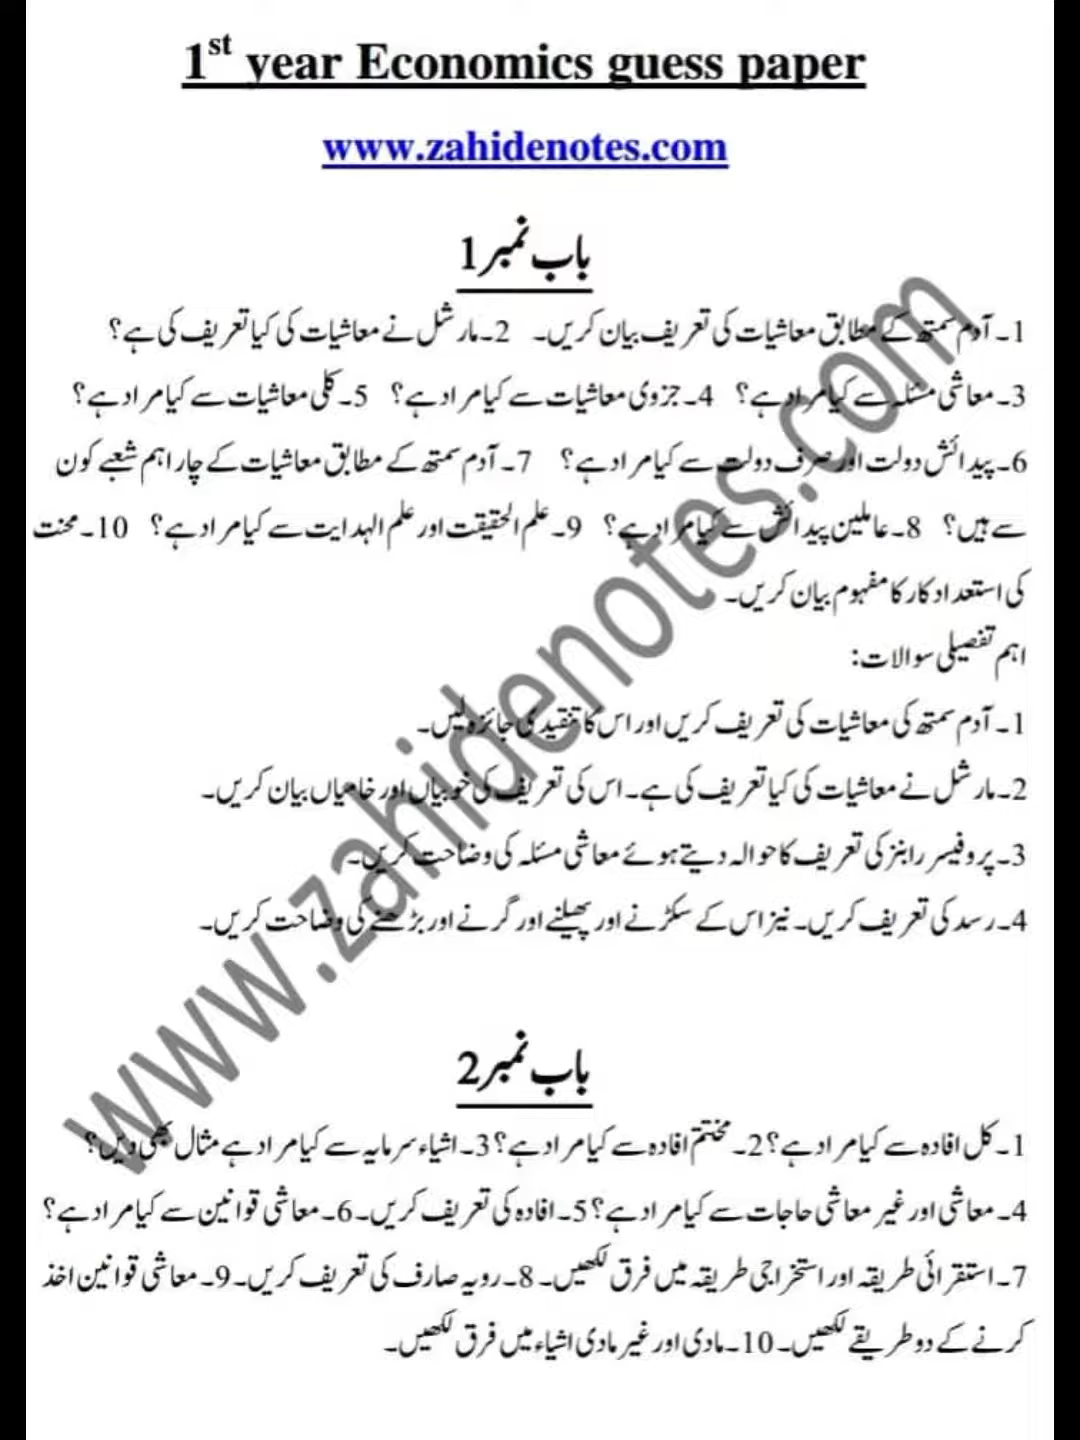 1st year Economics guess paper
www.zahidenotes.com
باب نمبر 1
1۔ آدم سمتھ کے مطابق معاشیات کی تعریف بیان کریں۔ 2۔ مارشل نے معاشیات کی کیا تعریف کی ہے؟
3۔ معاشی مسئلہ سے کیا مراد ہے؟ 4۔ جزوی معاشیات سے کیا مراد ہے؟ 5۔ کلی معاشیات سے کیا مراد ہے؟
6۔ پیدائش دولت اور صرف دولت سے کیا مراد ہے؟ 7۔ آدم سمتھ کے مطابق معاشیات کے چار اہم شعبے کون
سے ہیں؟ 8۔ عاملین پیدائش سے کیا مراد ہے؟ 9۔ علم الحقیقت اور علم الہدایت سے کیا مراد ہے؟ 10۔ محنت
کی استعداد کار کا مفہوم بیان کریں۔
اہم تفصیلی سوالات:
1۔ آدم سمتھ کی معاشیات کی تعریف کریں اور اس کا تنقیدی جائزہ لیں۔
2۔ مارشل نے معاشیات کی کیا تعریف کی ہے۔ اس کی تعریف کی خوبیاں اور خامیاں بیان کریں۔
3۔ پروفیسر رابنز کی تعریف کا حوالہ دیتے ہوئے معاشی مسئلہ کی وضاحت کریں۔
4۔ رسد کی تعریف کریں۔ نیز اس کے سکڑنے اور پھیلنے اور گرنے اور بڑھنے کی وضاحت کریں۔
باب نمبر 2
1۔ کل افادہ سے کیا مراد ہے؟ 2۔ مختتم افادہ سے کیا مراد ہے؟ 3۔ اشیاء سرمایہ سے کیا مراد ہے مثال بھی دیں؟
4۔ معاشی اور غیر معاشی حاجات سے کیا مراد ہے؟ 5۔ افادہ کی تعریف کریں۔ 6۔ معاشی قوانین سے کیا مراد ہے؟
7۔ استقرائی طریقہ اور استخراجی طریقہ میں فرق لکھیں۔ 8۔ رویہ صارف کی تعریف کریں۔ 9۔ معاشی قوانین اخذ
کرنے کے دو طریقے لکھیں۔ 10۔ مادی اور غیر مادی اشیاء میں فرق لکھیں۔
www.zahidenotes.com